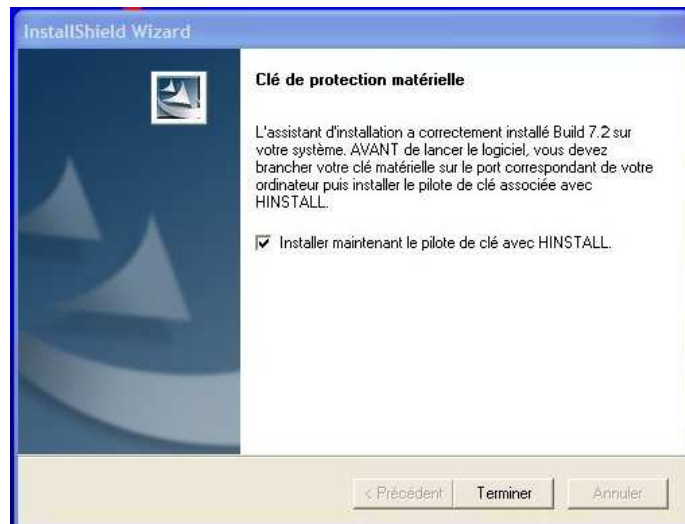 InstallShield Wizard
Clé de protection matérielle
L'assistant d'installation a correctement installé Build 7.2 sur
votre système. AVANT de lancer le logiciel, vous devez
brancher votre clé matérielle sur le port correspondant de votre
ordinateur puis installer le pilote de clé associée avec
HINSTALL.
Installer maintenant le pilote de clé avec HINSTALL.
< Précédent Terminer Annuler